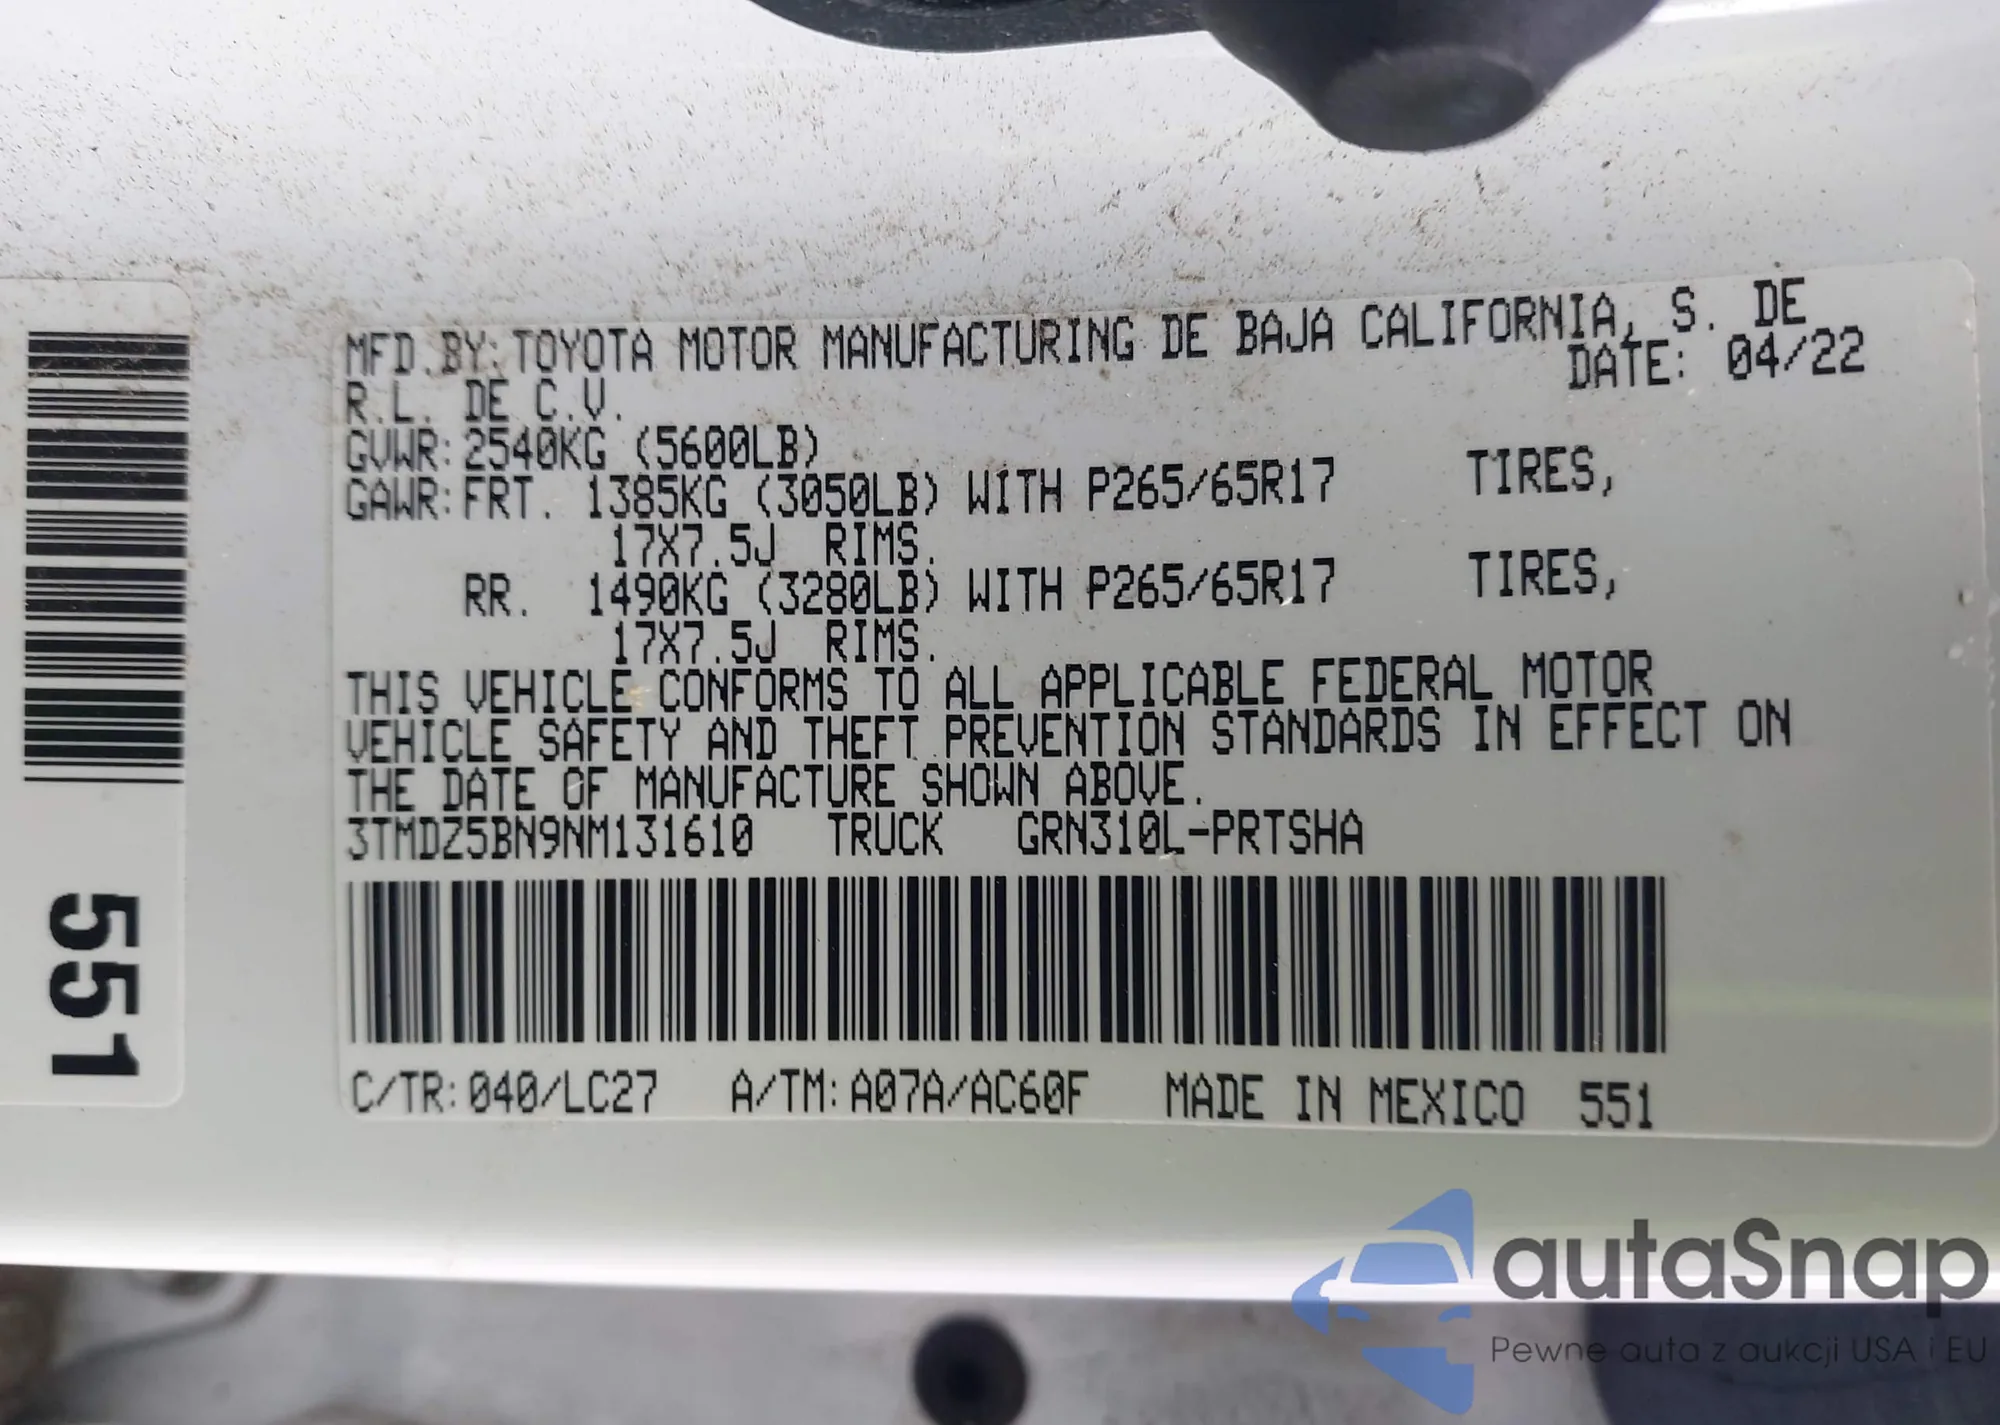 MFD.BY:TOYOTA MOTOR MANUFACTURING DE BAJA CALIFORNIA, S. DE
R.L. DE C.V. DATE: 04/22
GVWR:2540KG (5600LB)
GAWR:FRT. 1385KG (3050LB) WITH P265/65R17 TIRES,
17X7.5J RIMS.
RR. 1490KG (3280LB) WITH P265/65R17 TIRES,
17X7.5J RIMS.
THIS VEHICLE CONFORMS TO ALL APPLICABLE FEDERAL MOTOR
VEHICLE SAFETY AND THEFT PREVENTION STANDARDS IN EFFECT ON
THE DATE OF MANUFACTURE SHOWN ABOVE.
3TMDZ5BN9NM131610 TRUCK GRN310L-PRTSHA
C/TR:040/LC27 A/TM:A07A/AC60F MADE IN MEXICO 551
551
autaSnap
Pewne auta z aukcji USA i EU